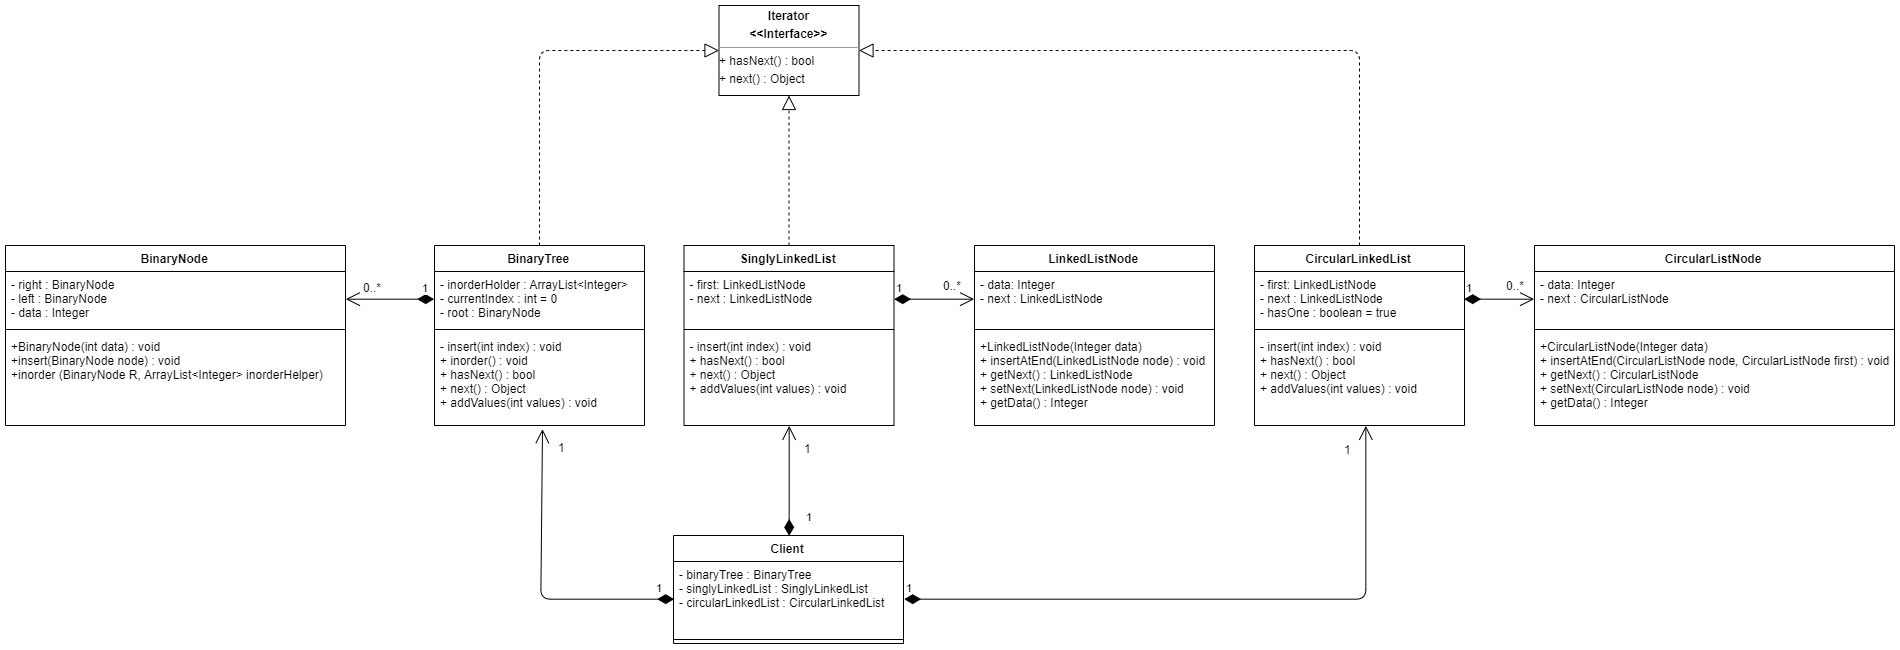 Iterator
<<Interface>>
+ hasNext() : bool
+ next() : Object
BinaryNode
- right : BinaryNode
- left : BinaryNode
- data : Integer
+BinaryNode(int data) : void
+insert(BinaryNode node) : void
+inorder (BinaryNode R, ArrayList<Integer> inorderHelper)
0..*
1
BinaryTree
- inorderHolder : ArrayList<Integer>
- currentIndex : int = 0
- root : BinaryNode
- insert(int index) : void
+ inorder() : void
+ hasNext() : bool
+ next() : Object
+ addValues(int values) : void
SinglyLinkedList
- first: LinkedListNode
- next : LinkedListNode
- insert(int index) : void
+ hasNext() : bool
+ next() : Object
+ addValues(int values) : void
1
0..*
LinkedListNode
- data: Integer
- next : LinkedListNode
+LinkedListNode(Integer data)
+ insertAtEnd(LinkedListNode node) : void
+ getNext() : LinkedListNode
+ setNext(LinkedListNode node) : void
+ getData() : Integer
CircularLinkedList
- first: LinkedListNode
- next : LinkedListNode
- hasOne : boolean = true
- insert(int index) : void
+ hasNext() : bool
+ next() : Object
+ addValues(int values) : void
1
0..*
CircularListNode
- data: Integer
- next : CircularListNode
+CircularListNode(Integer data)
+ insertAtEnd(CircularListNode node, CircularListNode first) : void
+ getNext() : CircularListNode
+ setNext(CircularListNode node) : void
+ getData() : Integer
1
1
1
1
Client
- binaryTree : BinaryTree
- singlyLinkedList : SinglyLinkedList
- circularLinkedList : CircularLinkedList
1
1